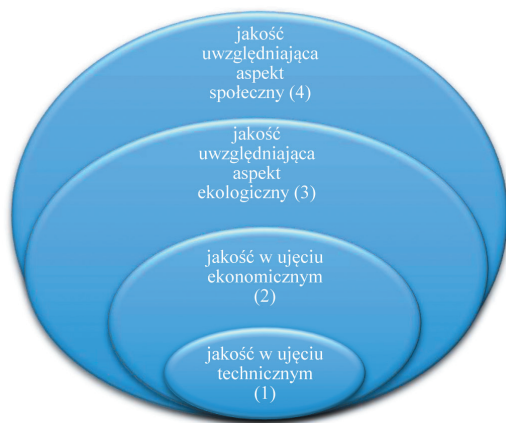 jakość
uwzględniająca
aspekt
społeczny (4)
jakość
uwzględniająca
aspekt
ekologiczny (3)
jakość w ujęciu
ekonomicznym
(2)
jakość w ujęciu
technicznym
(1)